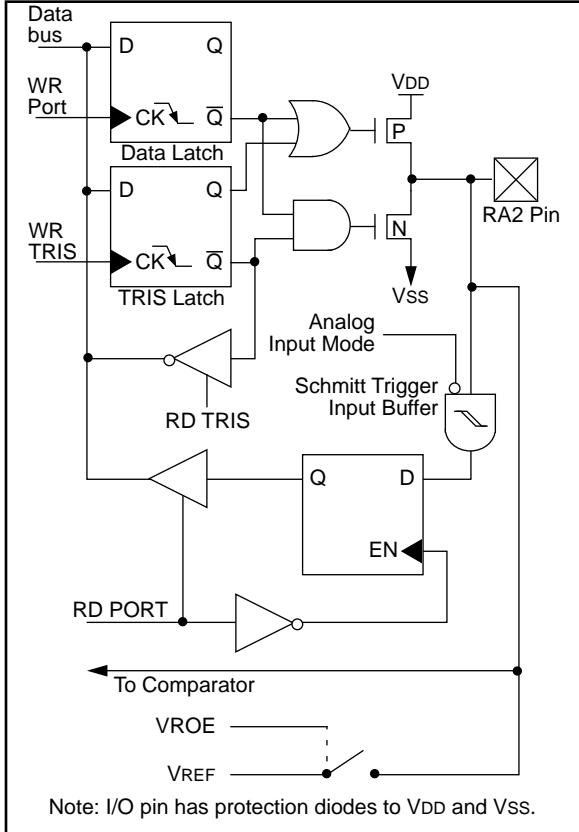 Data
bus
D
Q
WR
Port
CK
Q
Data Latch
VDD
P
RA2 Pin
D
Q
WR
TRIS
CK
Q
TRIS Latch
N
VSS
Analog
Input Mode
Schmitt Trigger
Input Buffer
RD TRIS
Q
D
EN
RD PORT
To Comparator
VROE
VREF
Note: I/O pin has protection diodes to VDD and VSS.